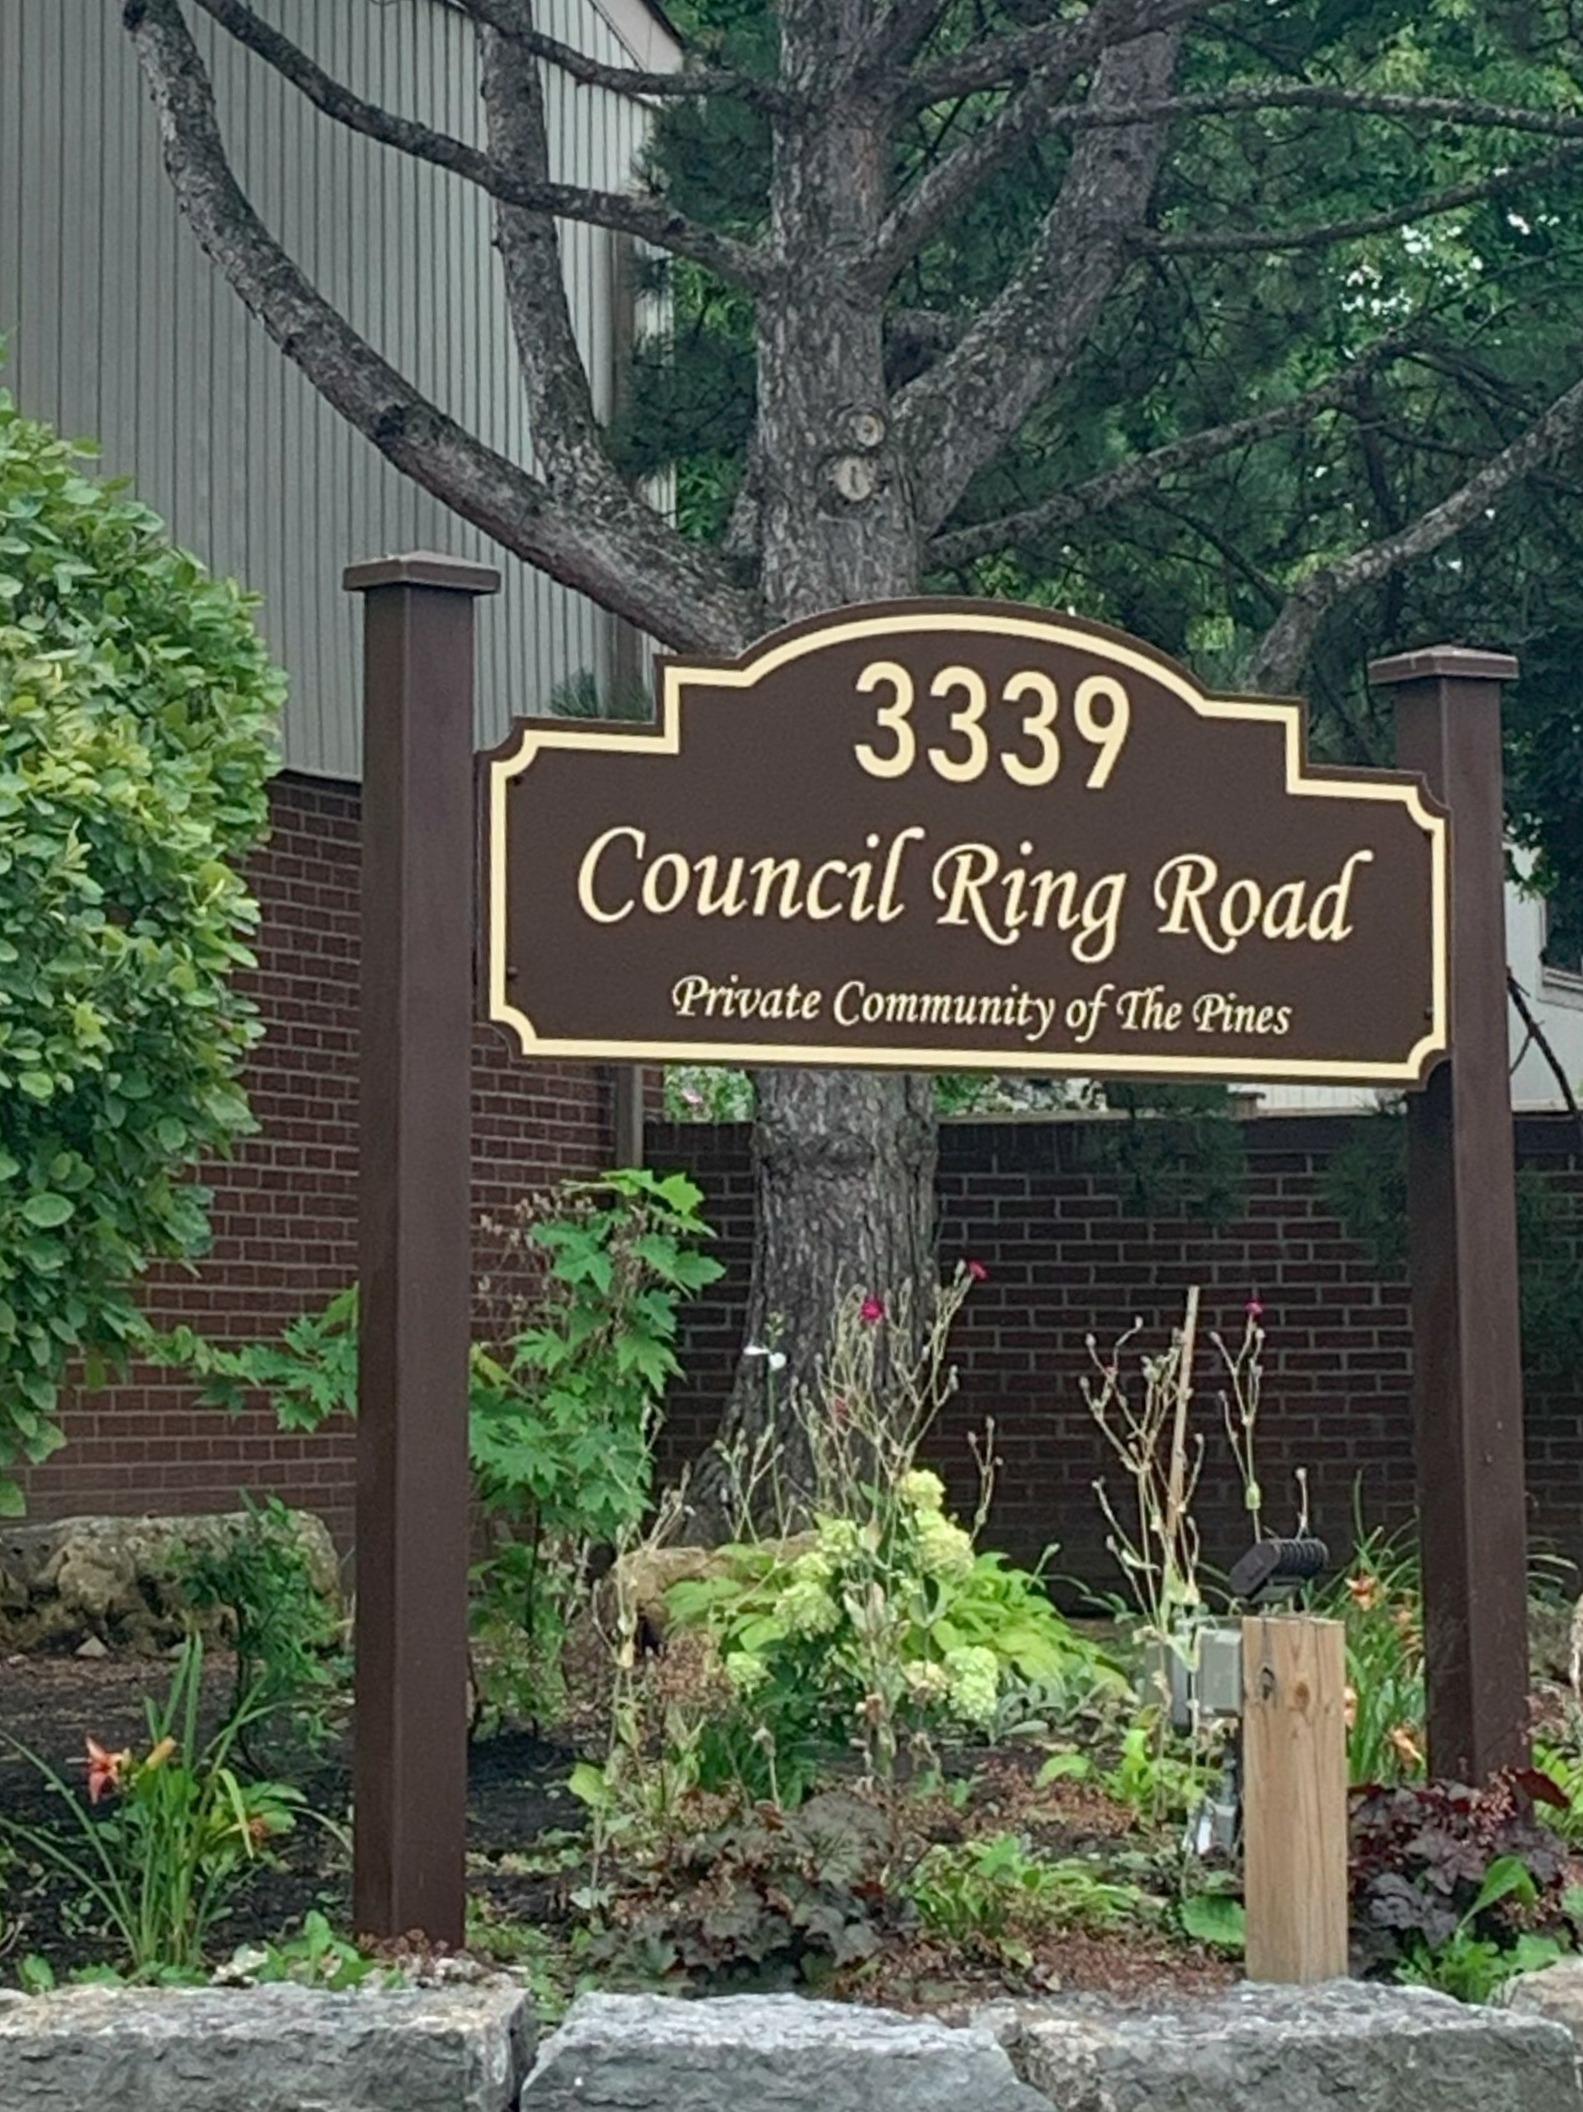 3339
Council Ring Road
Private Community of The Pines